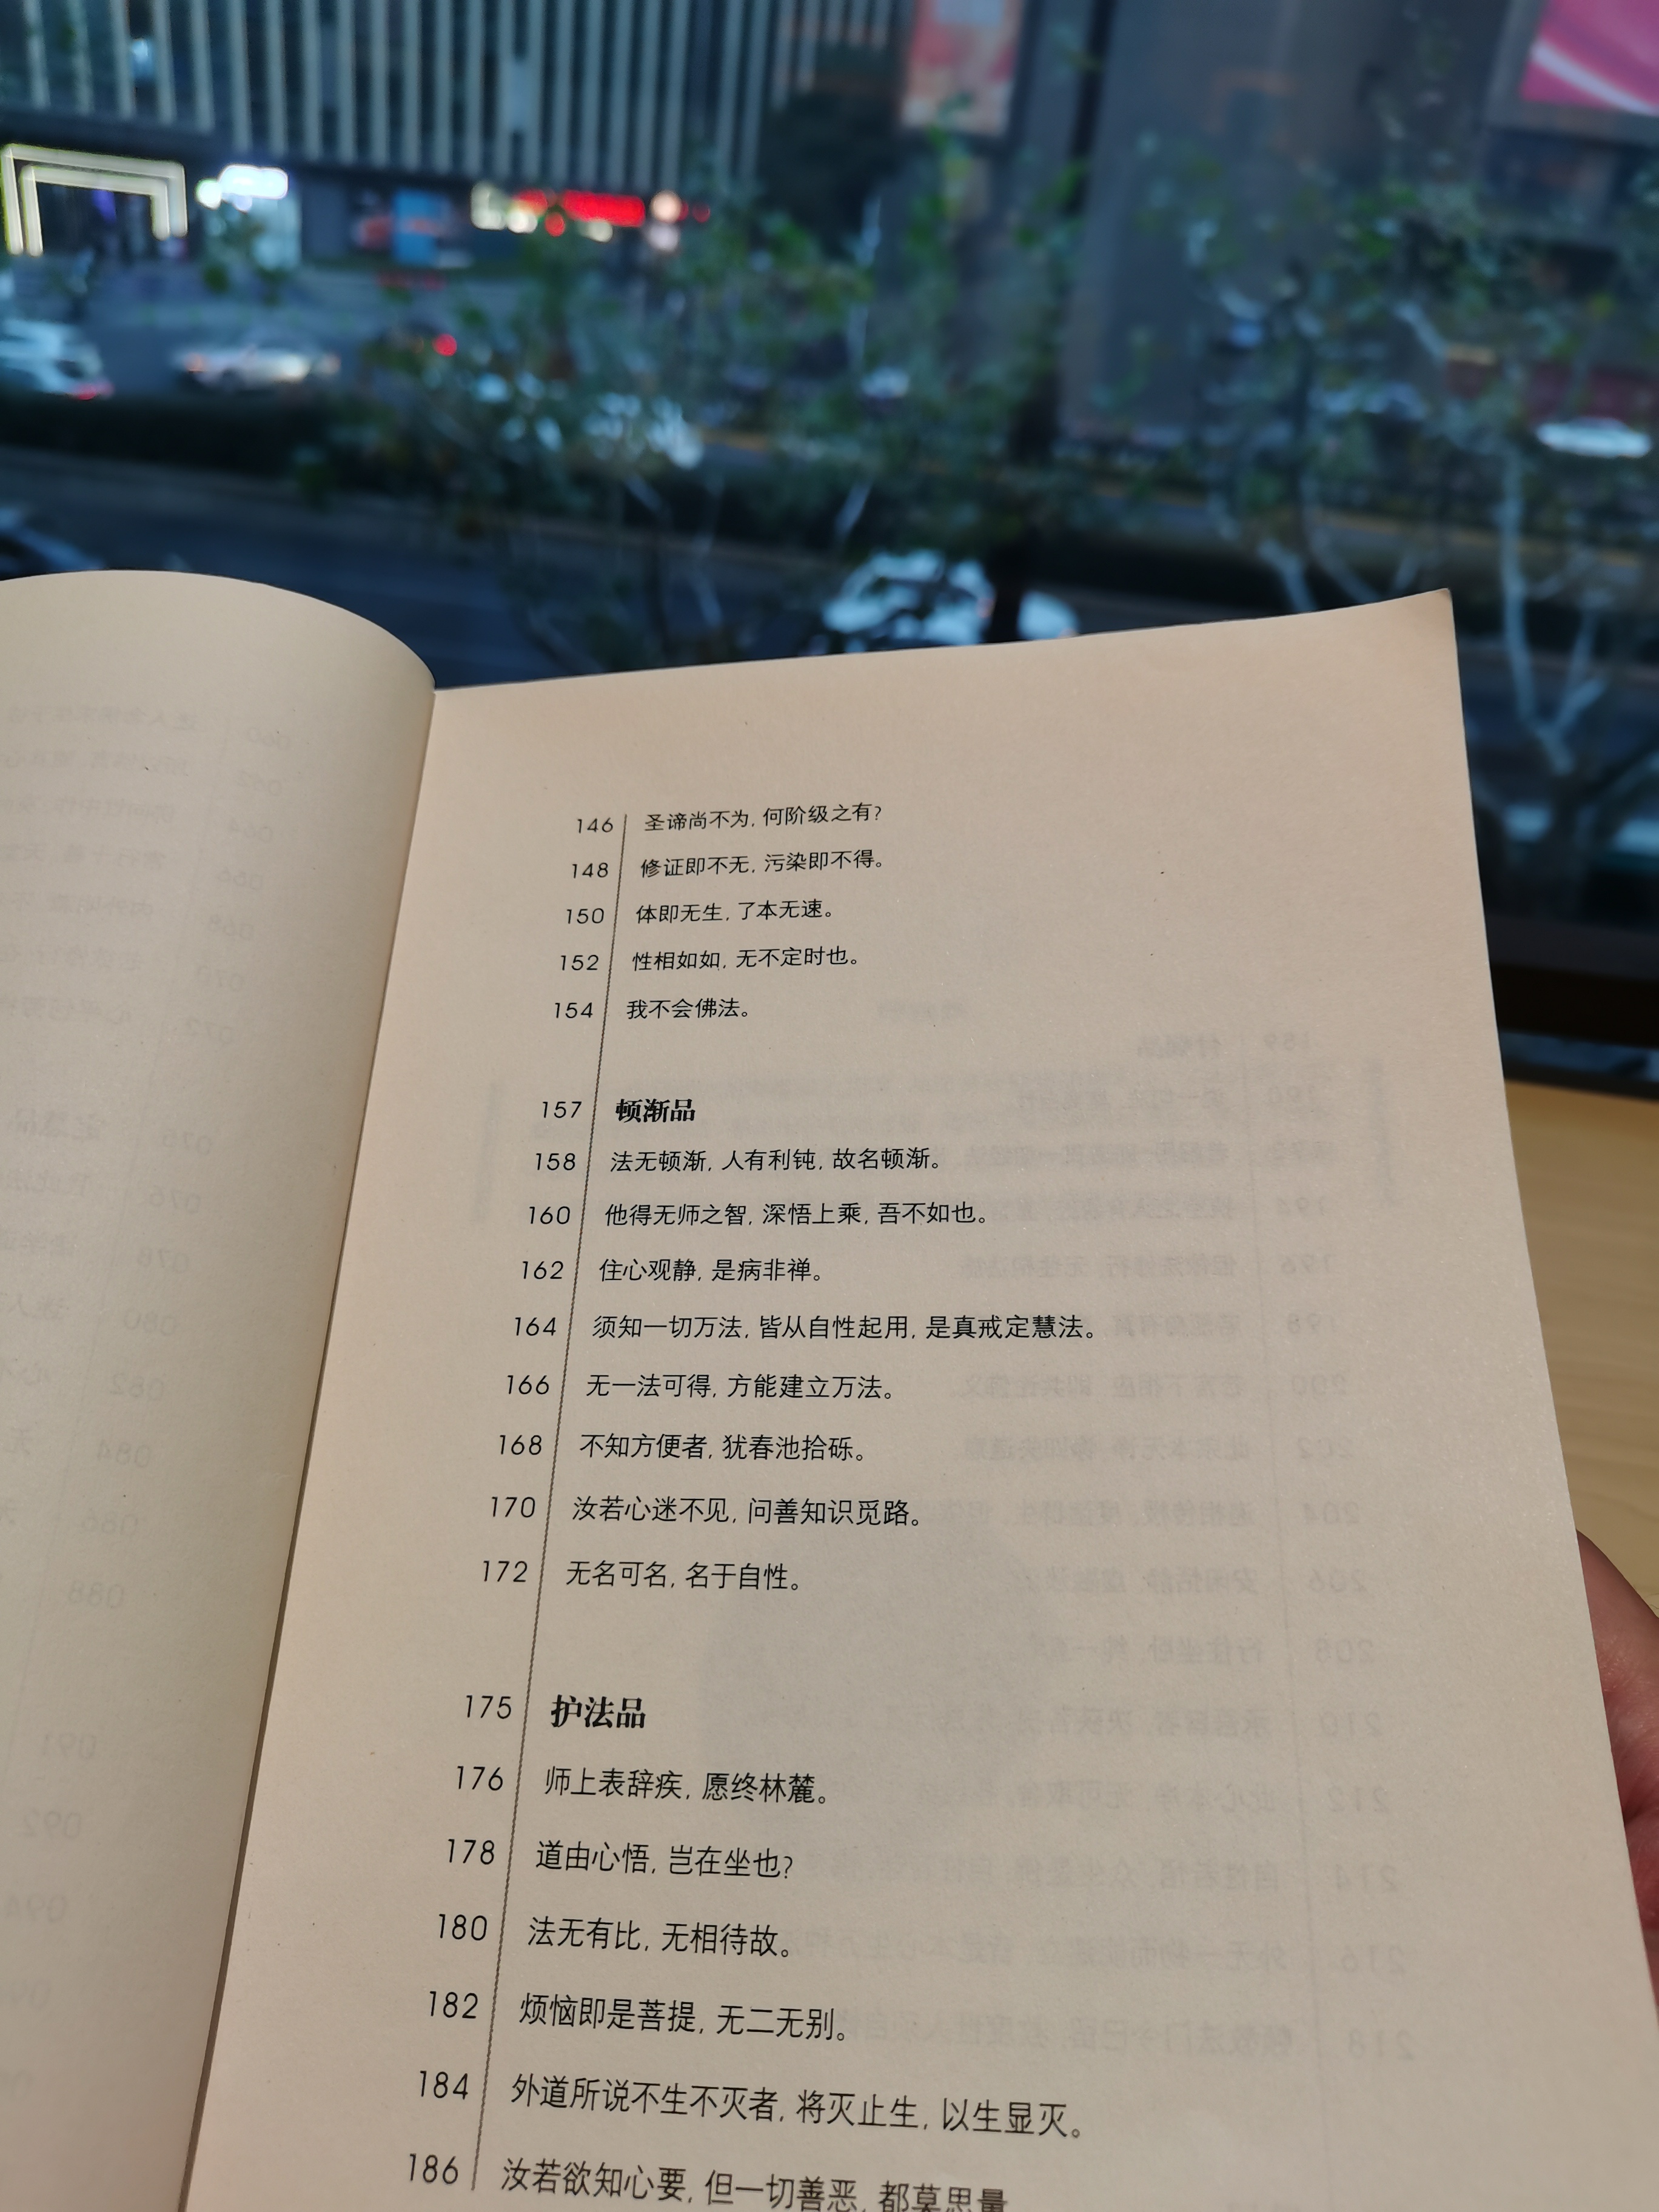 146 圣谛尚不为, 何阶级之有?
148 修证即不无, 污染即不得。
150 体即无生, 了本无速。
152 性相如如, 无不定时也。
154 我不会佛法。
157 顿渐品
158 法无顿渐, 人有利钝, 故名顿渐。
160 他得无师之智, 深悟上乘, 吾不如也。
162 住心观静, 是病非禅。
164 须知一切万法, 皆从自性起用, 是真戒定慧法。
166 无一法可得, 方能建立万法。
168 不知方便者, 犹春池拾砾。
170 汝若心迷不见, 问善知识觅路。
172 无名可名, 名于自性。
175 护法品
176 师上表辞疾, 愿终林麓。
178 道由心悟, 岂在坐也?
180 法无有比, 无相待故。
182 烦恼即是菩提, 无二无别。
184 外道所说不生不灭者, 将灭止生, 以生显灭。
186 汝若欲知心要, 但一切善恶, 都莫思量